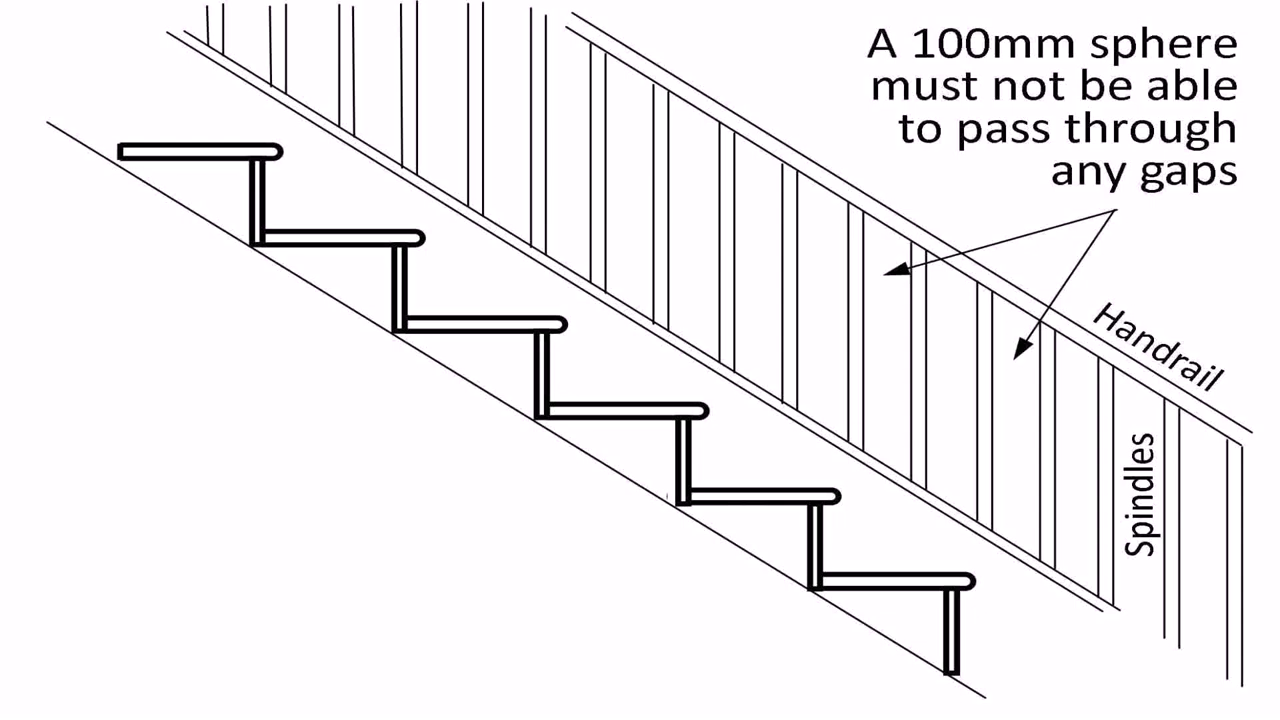 A 100mm sphere
must not be able
to pass through
any gaps
Handrail
Spindles